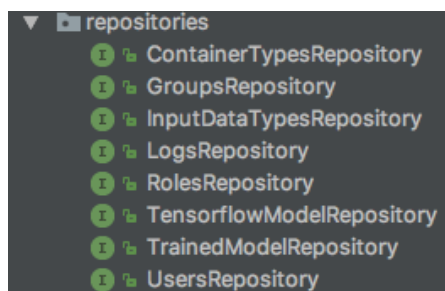 repositories
ContainerTypesRepository
GroupsRepository
InputDataTypesRepository
LogsRepository
RolesRepository
TensorflowModelRepository
TrainedModelRepository
UsersRepository